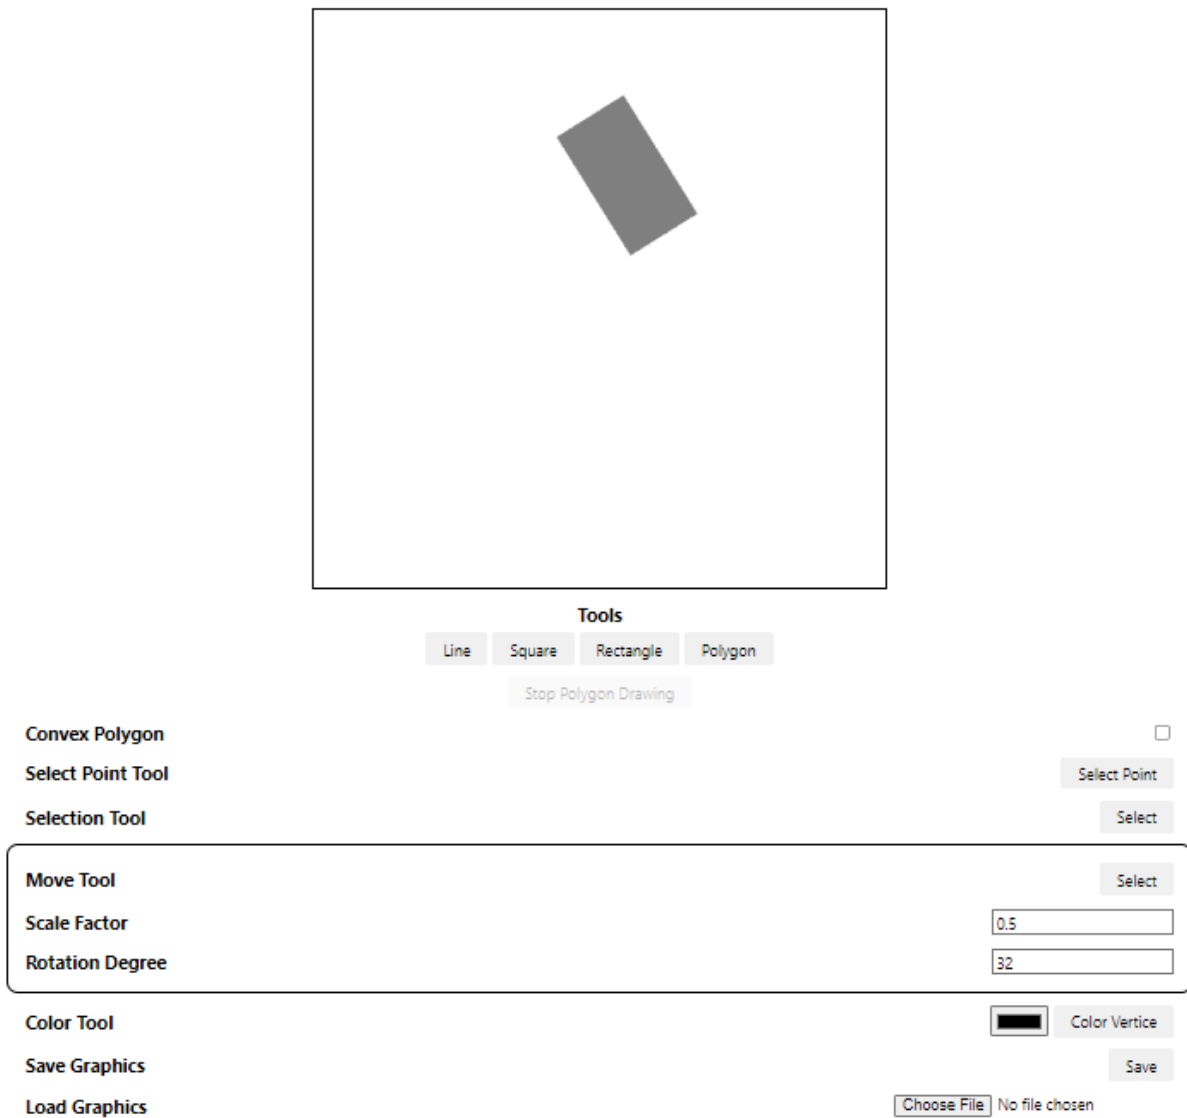 Tools
Line Square Rectangle Polygon
Stop Polygon Drawing
Convex Polygon
Select Point Tool Select Point
Selection Tool Select
Move Tool Select
Scale Factor 0.5
Rotation Degree 32
Color Tool Color Vertice
Save Graphics Save
Load Graphics Choose File No file chosen